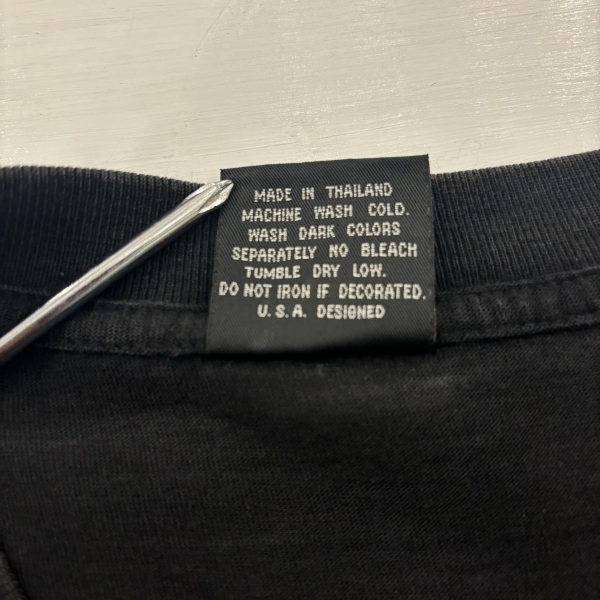 MADE IN THAILAND
MACHINE WASH COLD.
WASH DARK COLORS
SEPARATELY NO BLEACH
TUMBLE DRY LOW.
DO NOT IRON IF DECORATED.
U.S.A. DESIGNED